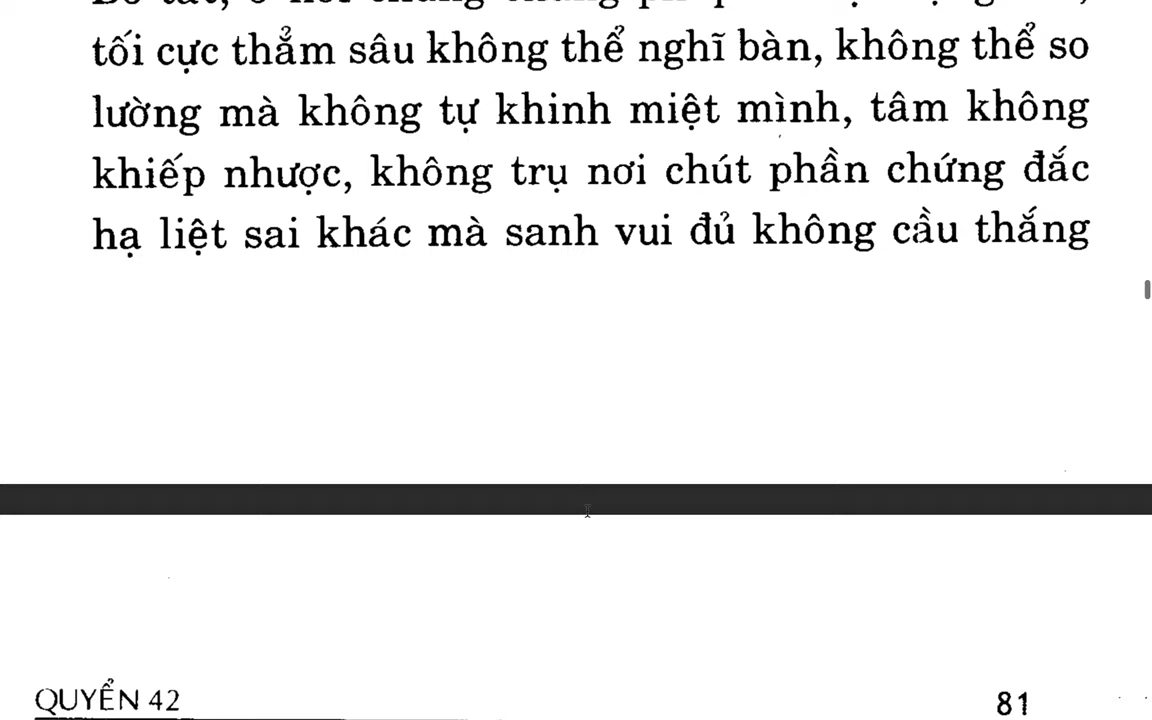 tối cực thẳm sâu không thể nghĩ bàn, không thể so
lường mà không tự khinh miệt mình, tâm không
khiếp nhược, không trụ nơi chút phần chứng đắc
hạ liệt sai khác mà sanh vui đủ không cầu thắng
QUYỂN 42
81